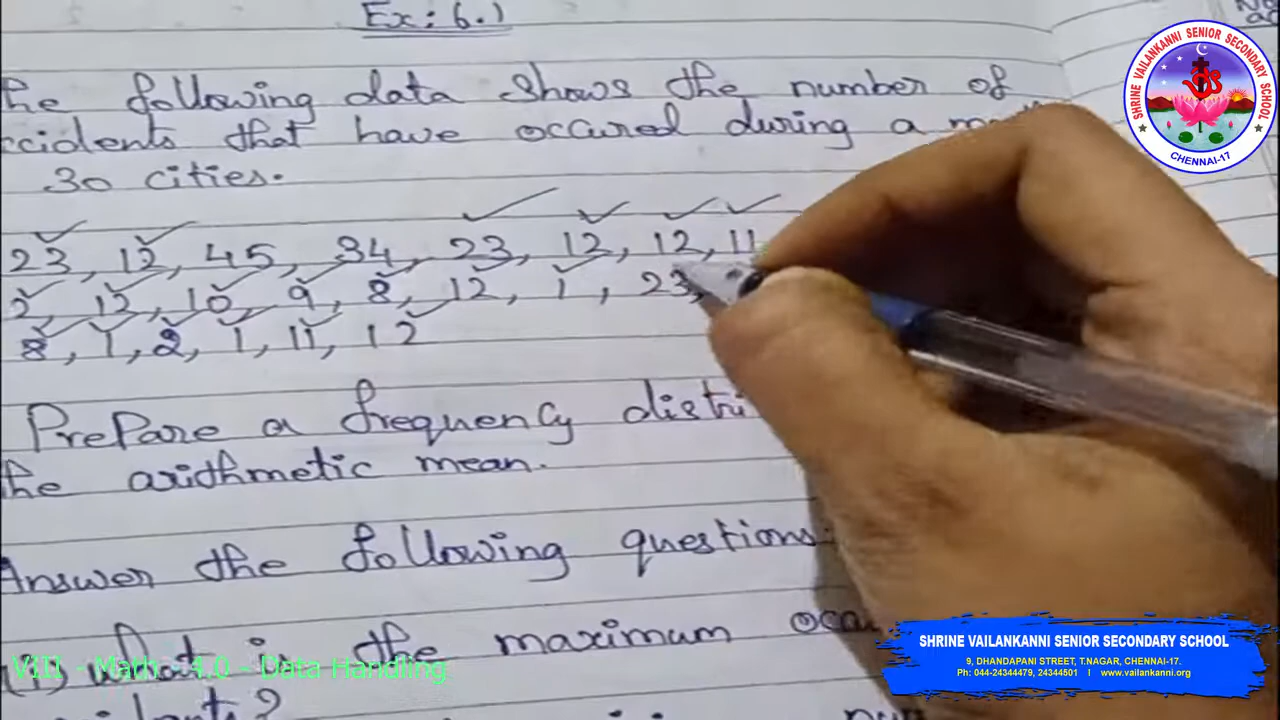 Ex: 6.1
he following data shows the number of
ccidents that have occured during a
30 cities.
23, 12, 45, 34, 23, 12, 12, 11
2, 12, 10, 9, 8, 12, 1, 23,
8, 1, 2, 1, 11, 12
Prepare a frequency distri
he arithmetic mean.
Answer the following questions:
(i) What is the maximum
SHRINE VAILANKANNI SENIOR SECONDARY SCHOOL
CHENNAI-17
VIII - Math - 4.0 - Data Handling
SHRINE VAILANKANNI SENIOR SECONDARY SCHOOL
9, DHANDAPANI STREET, T.NAGAR, CHENNAI-17.
Ph: 044-24344479, 24344501 I www.vailankanni.org